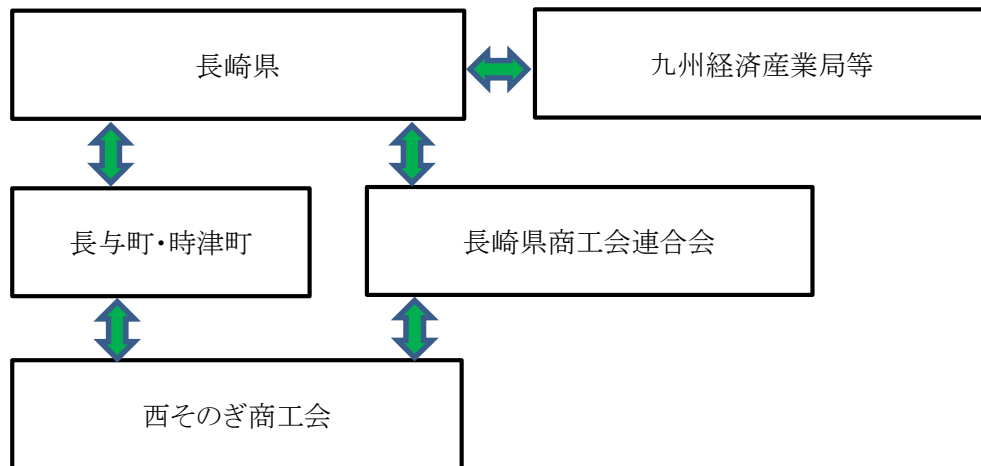 長崎県
九州経済産業局等
長与町・時津町
長崎県商工会連合会
西そのぎ商工会